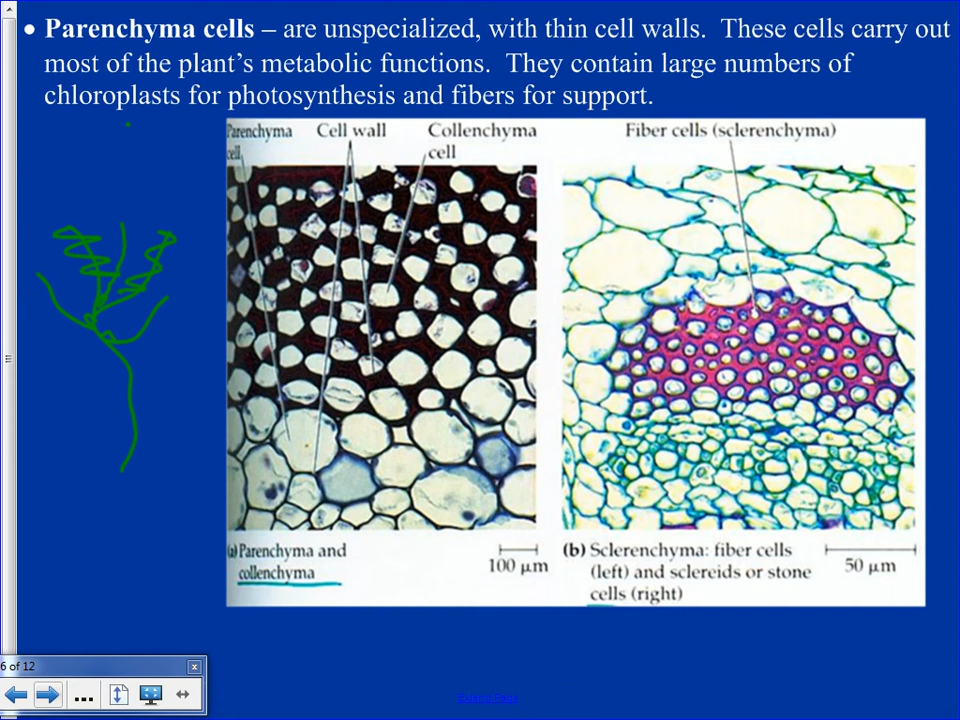 • Parenchyma cells – are unspecialized, with thin cell walls. These cells carry out
most of the plant's metabolic functions. They contain large numbers of
chloroplasts for photosynthesis and fibers for support.
Parenchyma
cell
Cell wall
Collenchyma
cell
Fiber cells (sclerenchyma)
(a) Parenchyma and
collenchyma
100 µm
(b) Sclerenchyma: fiber cells
(left) and sclereids or stone
cells (right)
50 µm
6 of 12